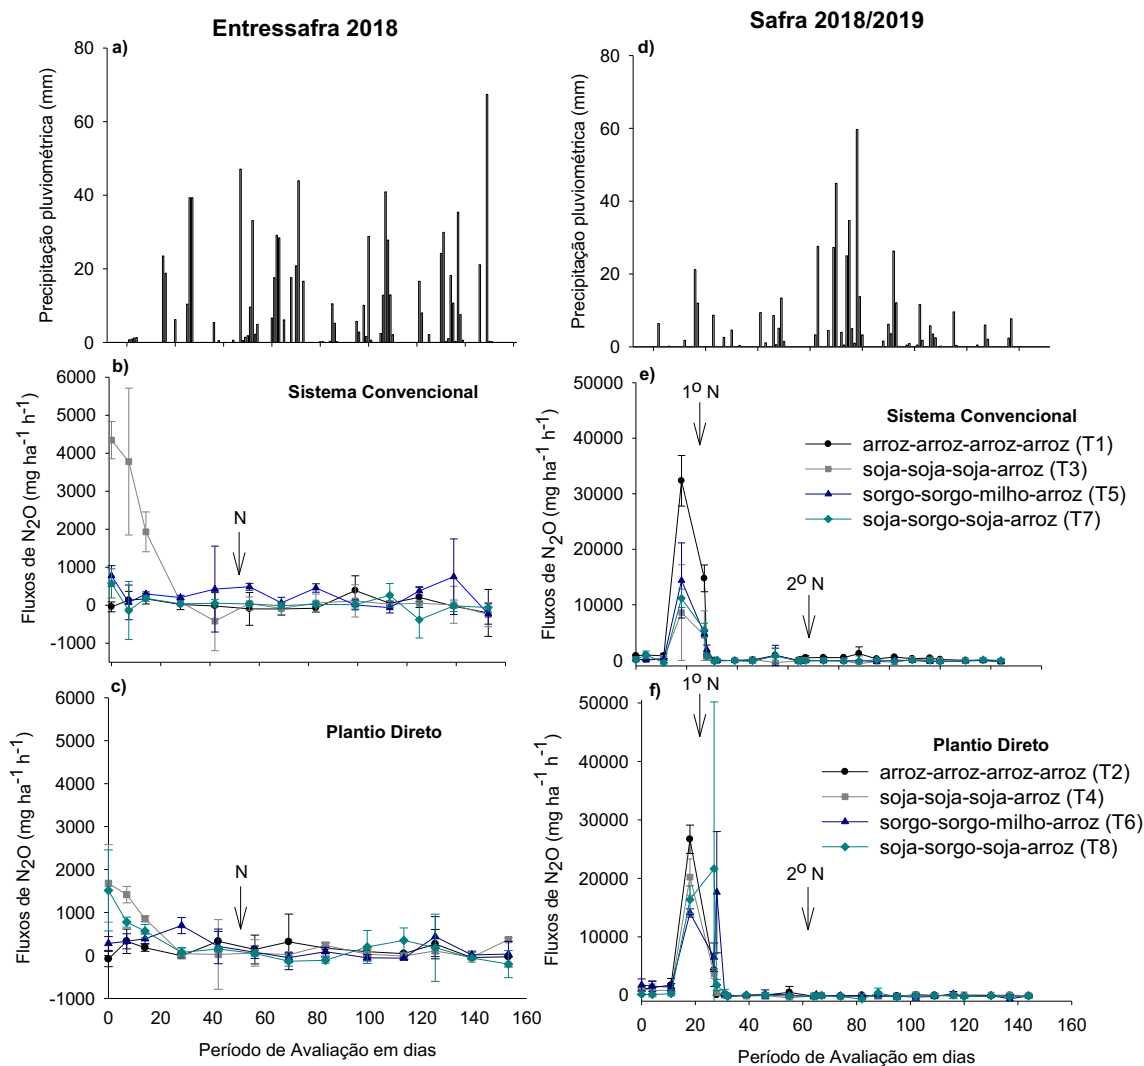 Entressafra 2018
Safra 2018/2019
a)
80
60
40
20
0
Precipitação pluviométrica (mm)
d)
80
60
40
20
0
Precipitação pluviométrica (mm)
b)
Sistema Convencional
6000
5000
4000
3000
2000
1000
0
-1000
Fluxos de N2O (mg ha-1 h-1)
N
e)
1o N
50000
40000
30000
20000
10000
0
Fluxos de N2O (mg ha-1 h-1)
Sistema Convencional
arroz-arroz-arroz-arroz (T1)
soja-soja-soja-arroz (T3)
sorgo-sorgo-milho-arroz (T5)
soja-sorgo-soja-arroz (T7)
2o N
c)
Plantio Direto
6000
5000
4000
3000
2000
1000
0
-1000
Fluxos de N2O (mg ha-1 h-1)
N
0 20 40 60 80 100 120 140 160
Período de Avaliação em dias
f)
1o N
50000
40000
30000
20000
10000
0
Fluxos de N2O (mg ha-1 h-1)
Plantio Direto
arroz-arroz-arroz-arroz (T2)
soja-soja-soja-arroz (T4)
sorgo-sorgo-milho-arroz (T6)
soja-sorgo-soja-arroz (T8)
2o N
0 20 40 60 80 100 120 140 160
Período de Avaliação em dias